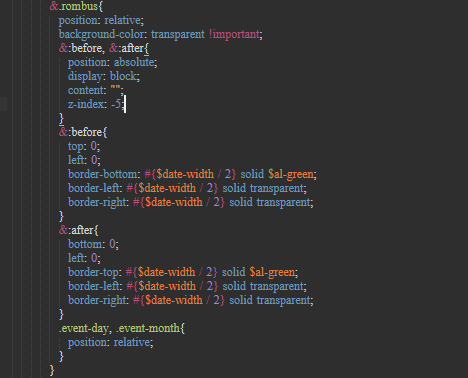 &.rombus{
position: relative;
background-color: transparent !important;
&:before, &:after{
position: absolute;
display: block;
content: "";
z-index: -5;
}
&:before{
top: 0;
left: 0;
border-bottom: #{$date-width / 2} solid $al-green;
border-left: #{$date-width / 2} solid transparent;
border-right: #{$date-width / 2} solid transparent;
}
&:after{
bottom: 0;
left: 0;
border-top: #{$date-width / 2} solid $al-green;
border-left: #{$date-width / 2} solid transparent;
border-right: #{$date-width / 2} solid transparent;
}
.event-day, .event-month{
position: relative;
}
}